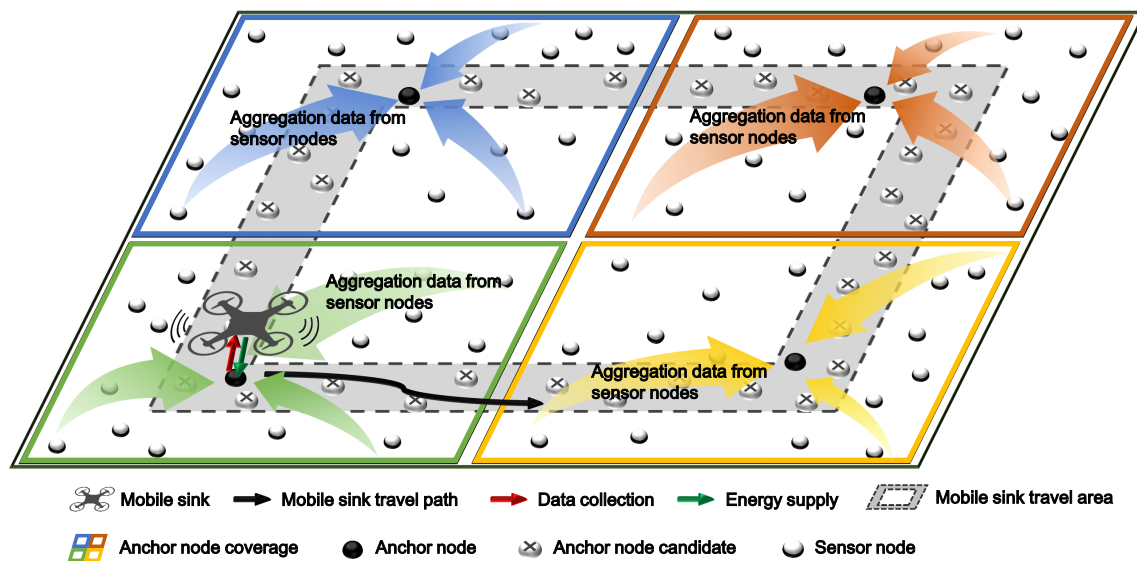 Aggregation data from
sensor nodes
Aggregation data from
sensor nodes
Aggregation data from
sensor nodes
Aggregation data from
sensor nodes
Mobile sink
Mobile sink travel path
Data collection
Energy supply
Mobile sink travel area
Anchor node coverage
Anchor node
Anchor node candidate
Sensor node